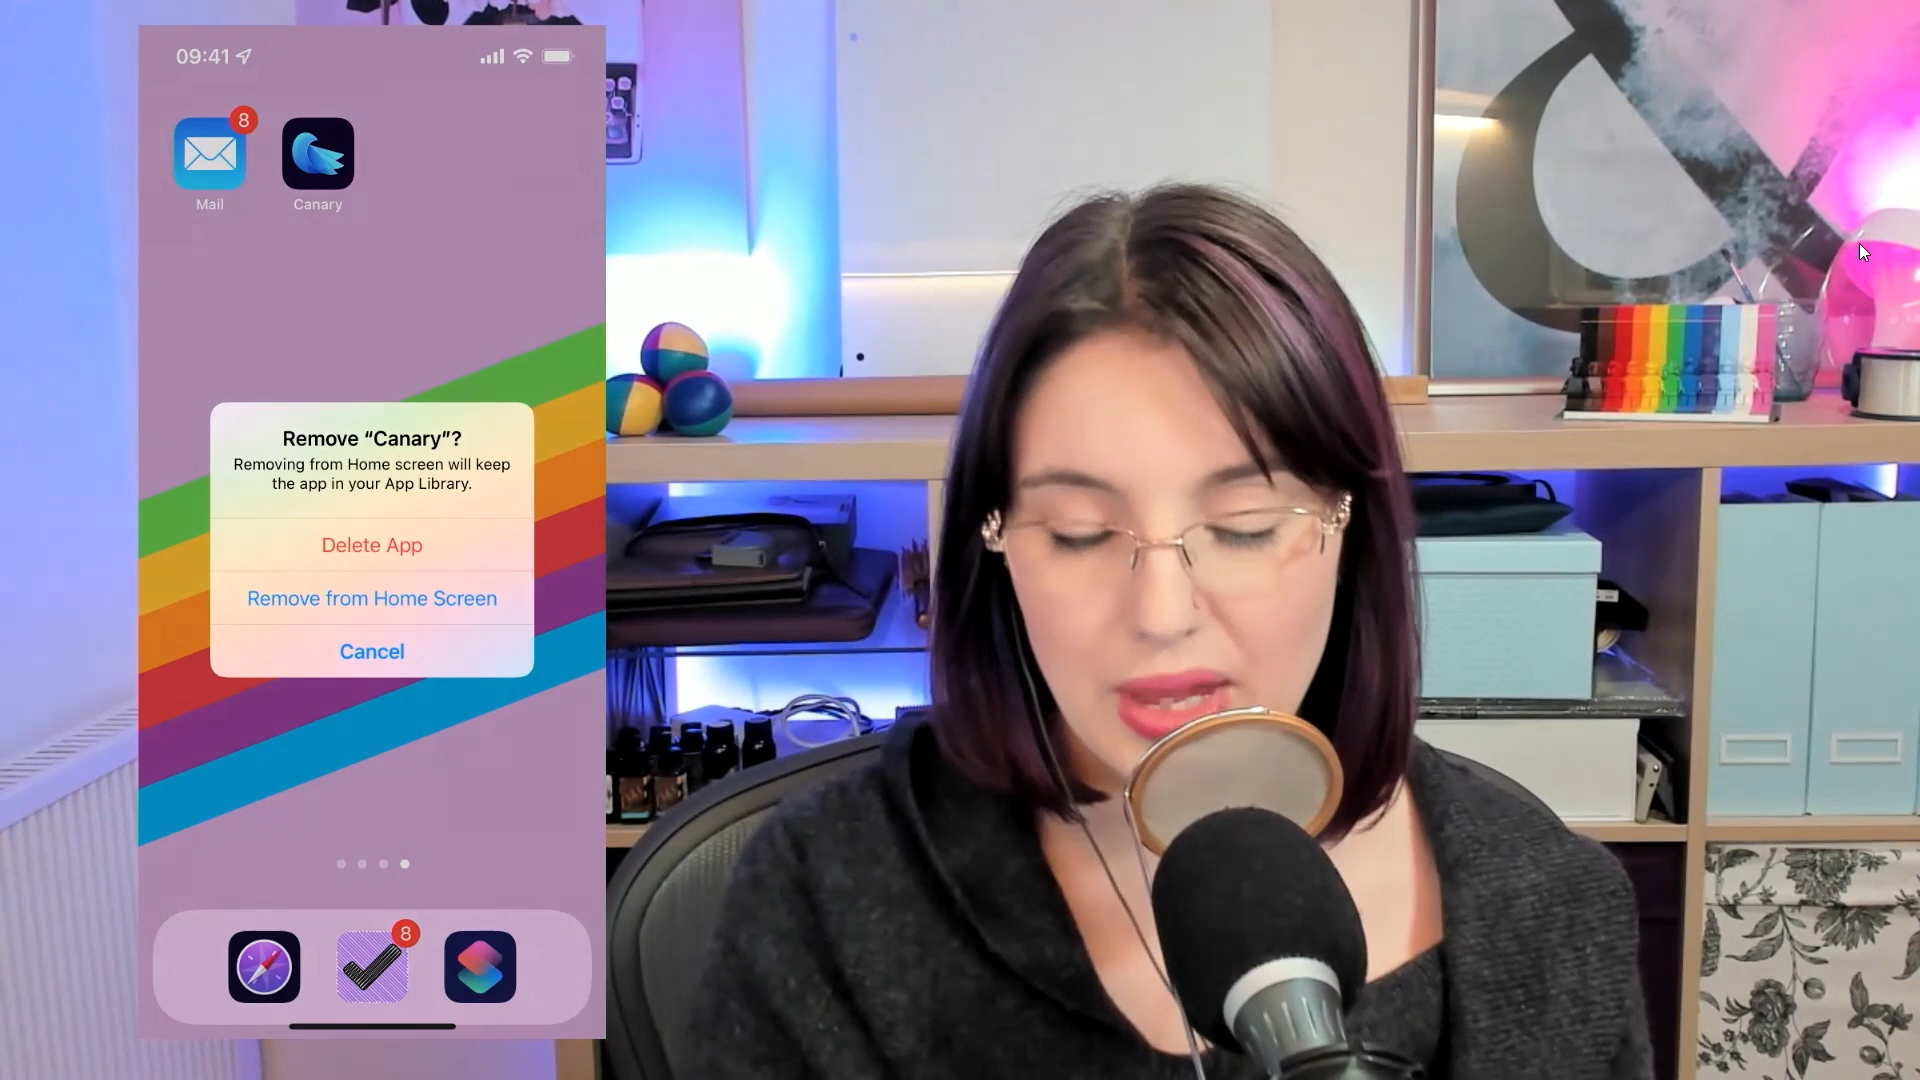 09:41
8
Mail
Canary
Remove “Canary”?
Removing from Home screen will keep
the app in your App Library.
Delete App
Remove from Home Screen
Cancel
8